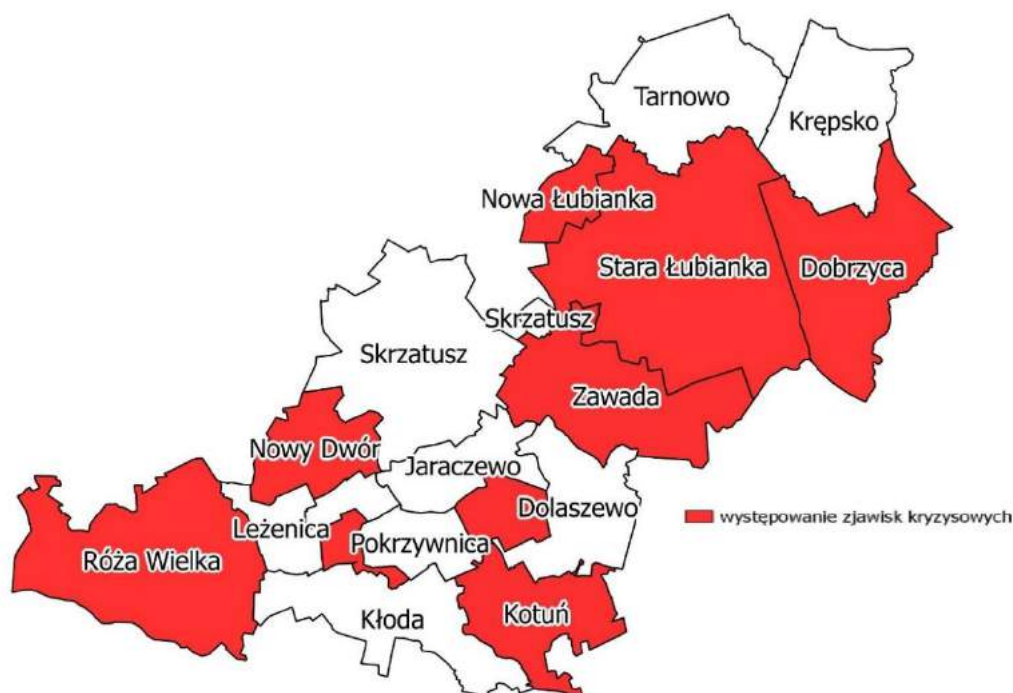 Tarnowo
Krępsko
Nowa Łubianka
Stara Łubianka
Dobrzyca
Skrzatusz
Skrzatusz
Zawada
Nowy Dwór
Jaraczewo
Dolaszewo
występowanie zjawisk kryzysowych
Leżenica
Pokrzywnica
Róża Wielka
Kłoda
Kotuń